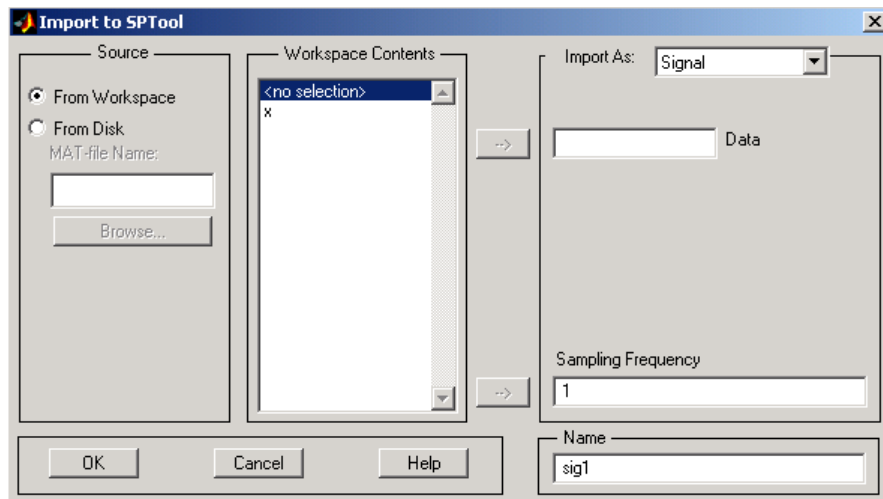 Import to SPTool
Source
From Workspace
From Disk
MAT-file Name:
Browse...
Workspace Contents
<no selection>
x
-->
-->
Import As:
Signal
Data
Sampling Frequency
1
OK
Cancel
Help
Name
sig1